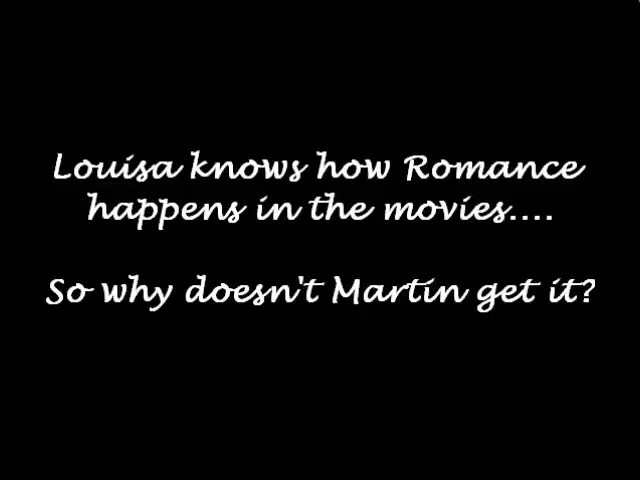 Louisa knows how Romance
happens in the movies....
So why doesn't Martin get it?